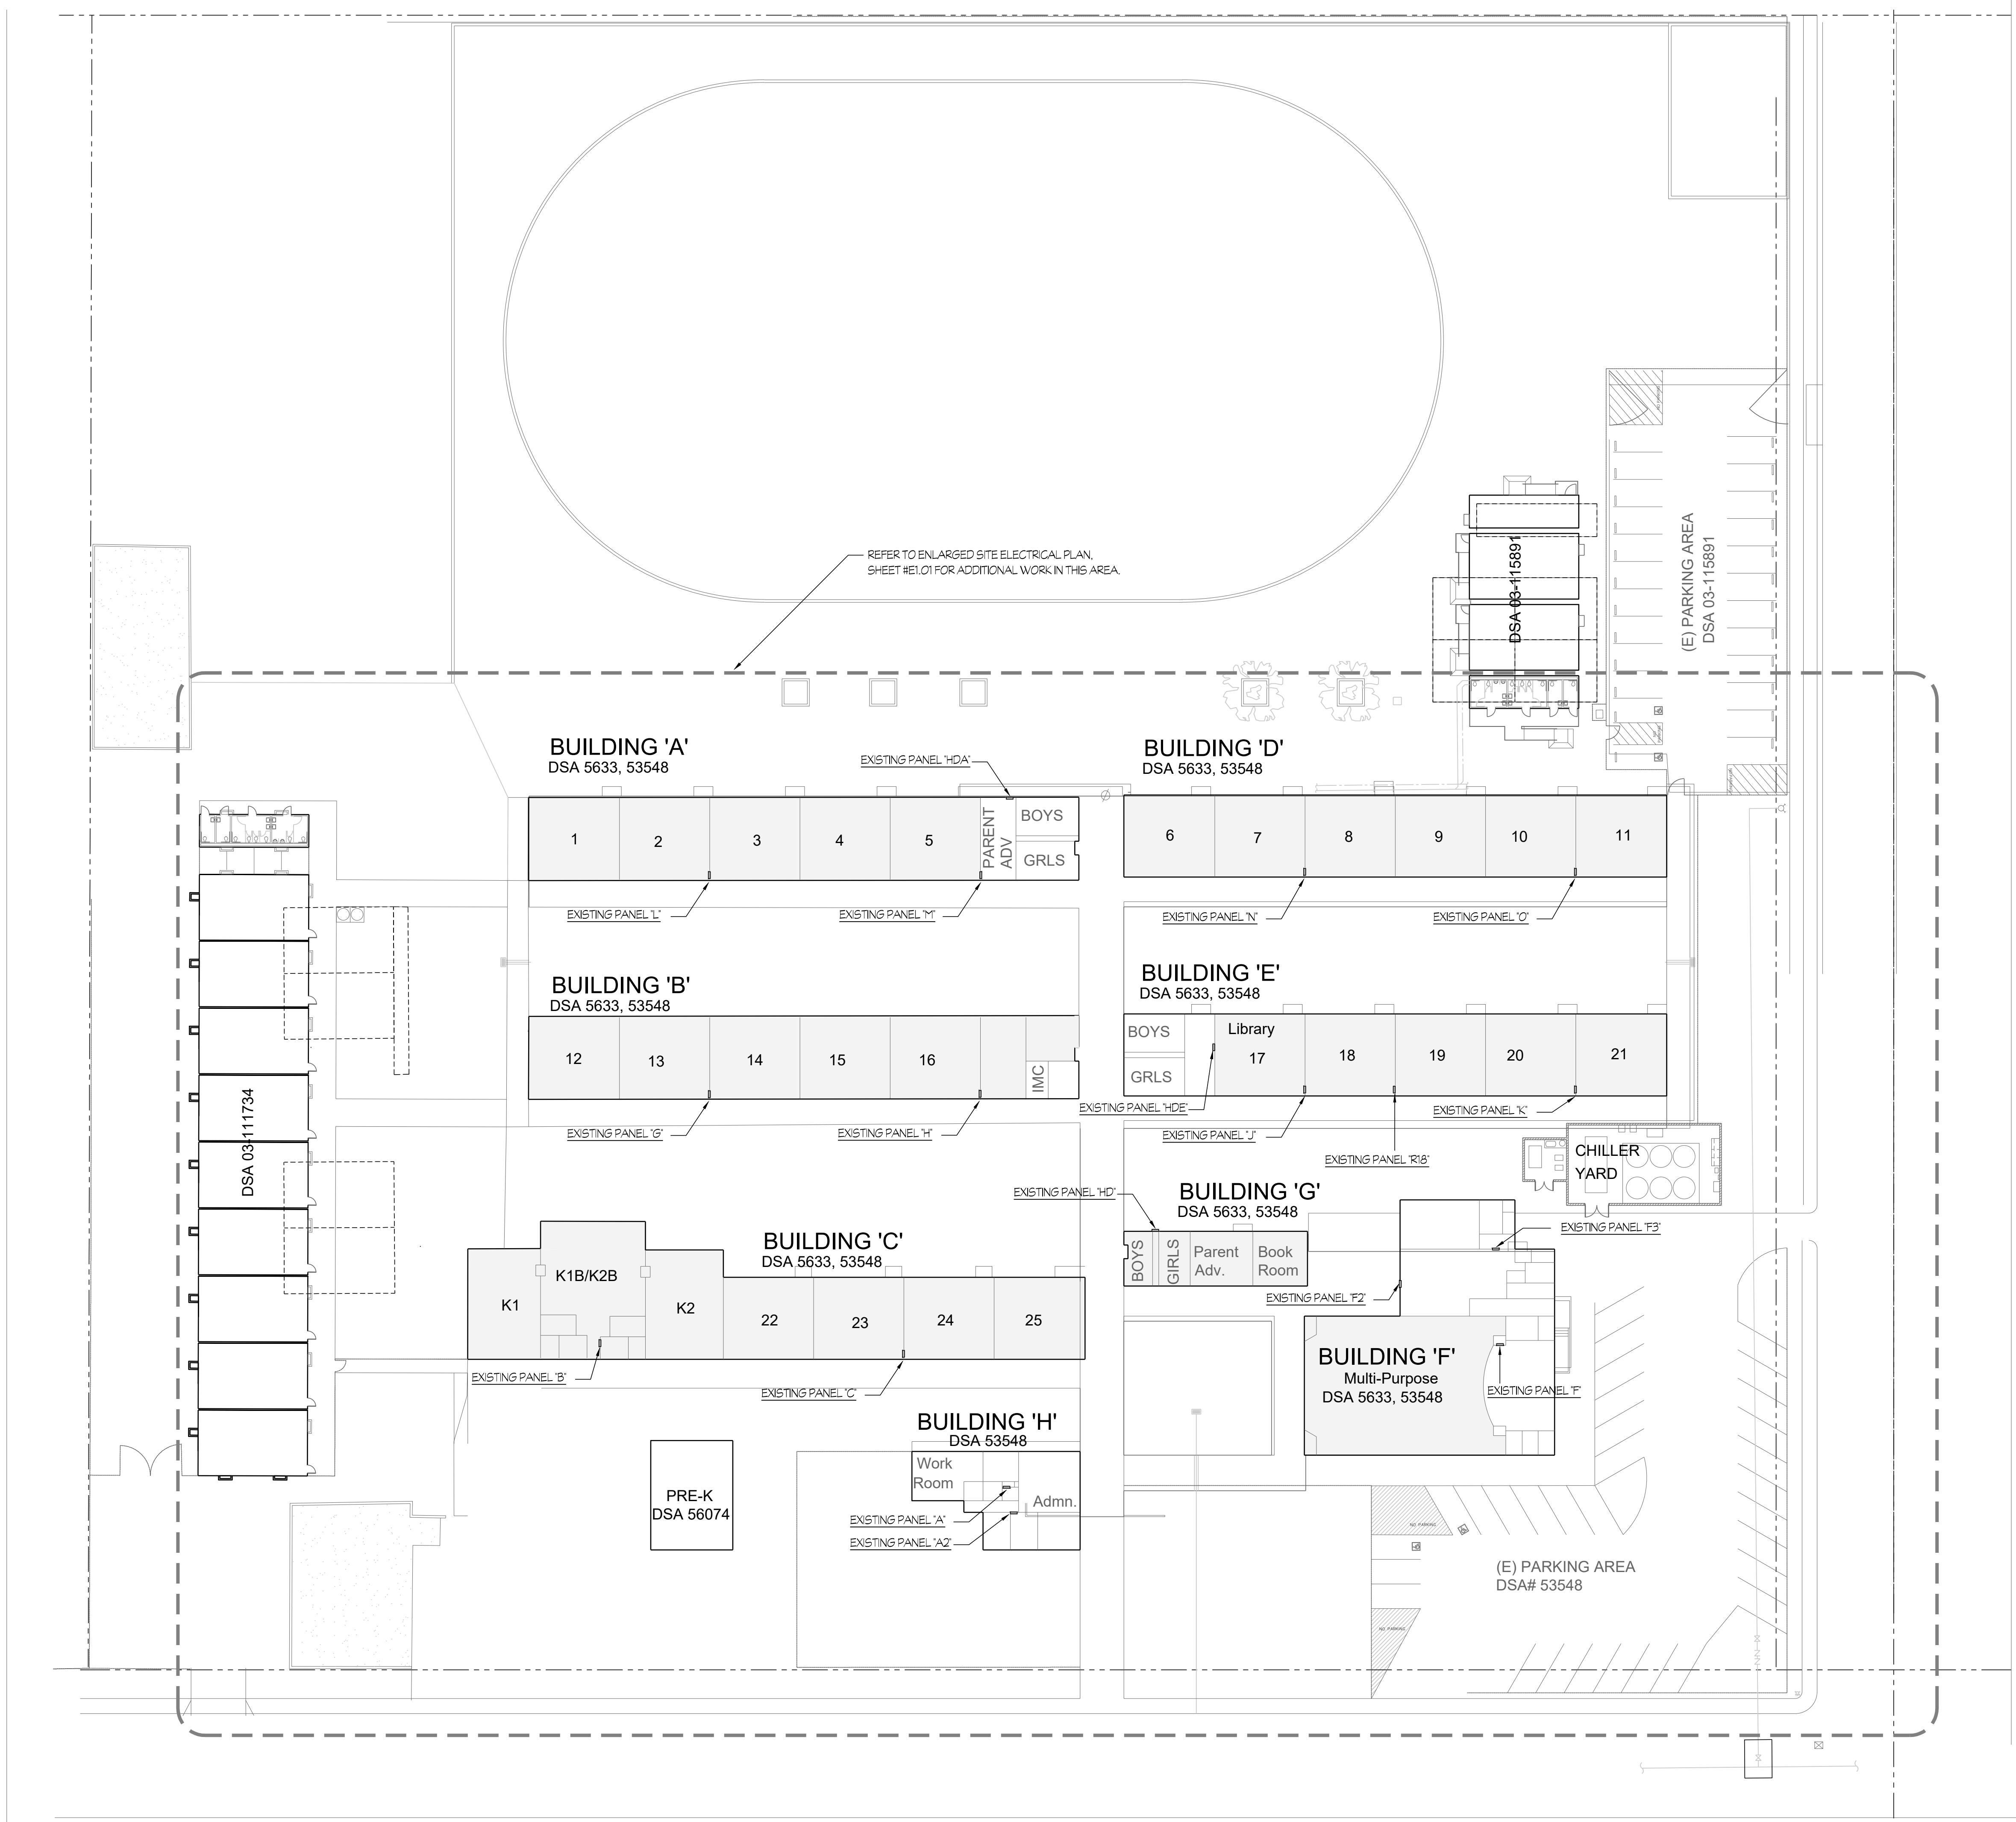 REFER TO ENLARGED SITE ELECTRICAL PLAN,
SHEET #E1.01 FOR ADDITIONAL WORK IN THIS AREA.
DSA 03-115891
(E) PARKING AREA
DSA 03-115891
BUILDING 'A'
DSA 5633, 53548
EXISTING PANEL "HDA"
1
2
3
4
5
PARENT
ADV
BOYS
GRLS
EXISTING PANEL "L"
EXISTING PANEL "M"
BUILDING 'D'
DSA 5633, 53548
6
7
8
9
10
11
EXISTING PANEL "N"
EXISTING PANEL "O"
BUILDING 'B'
DSA 5633, 53548
12
13
14
15
16
IMC
EXISTING PANEL "G"
EXISTING PANEL "H"
BUILDING 'E'
DSA 5633, 53548
BOYS
GRLS
Library
17
18
19
20
21
EXISTING PANEL "HDE"
EXISTING PANEL "J"
EXISTING PANEL "R18"
EXISTING PANEL "K"
DSA 03-111734
CHILLER
YARD
BUILDING 'G'
DSA 5633, 53548
EXISTING PANEL "HD"
BOYS
GIRLS
Parent
Adv.
Book
Room
EXISTING PANEL "F3"
EXISTING PANEL "F2"
BUILDING 'C'
DSA 5633, 53548
K1
K1B/K2B
K2
22
23
24
25
EXISTING PANEL "B"
EXISTING PANEL "C"
BUILDING 'F'
Multi-Purpose
DSA 5633, 53548
EXISTING PANEL "F"
BUILDING 'H'
DSA 53548
Work
Room
Admn.
EXISTING PANEL "A"
EXISTING PANEL "A2"
PRE-K
DSA 56074
NO PARKING
(E) PARKING AREA
DSA# 53548
NO PARKING